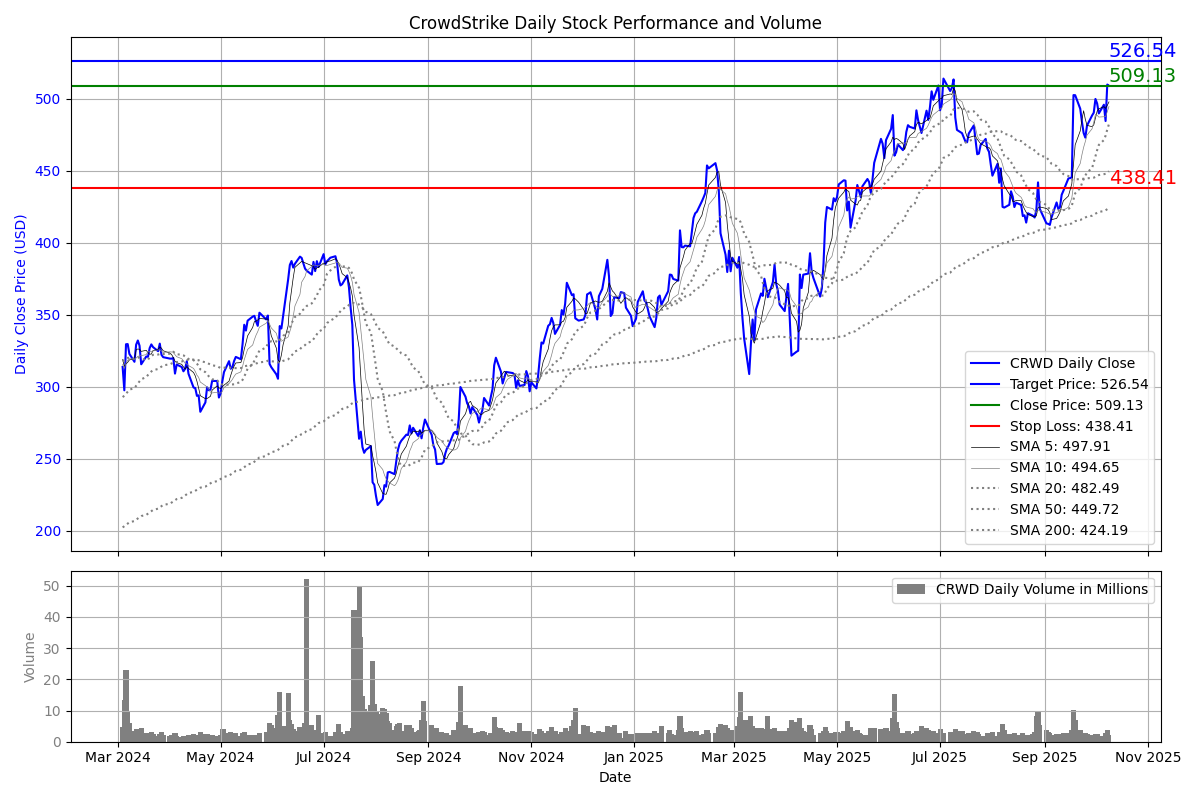 CrowdStrike Daily Stock Performance and Volume
526.54
509.13
500
450
438.41
400
350
300
250
200
Daily Close Price (USD)
CRWD Daily Close
Target Price: 526.54
Close Price: 509.13
Stop Loss: 438.41
SMA 5: 497.91
SMA 10: 494.65
SMA 20: 482.49
SMA 50: 449.72
SMA 200: 424.19
CRWD Daily Volume in Millions
50
40
30
20
10
0
Volume
Mar 2024 May 2024 Jul 2024 Sep 2024 Nov 2024 Jan 2025 Mar 2025 May 2025 Jul 2025 Sep 2025 Nov 2025
Date